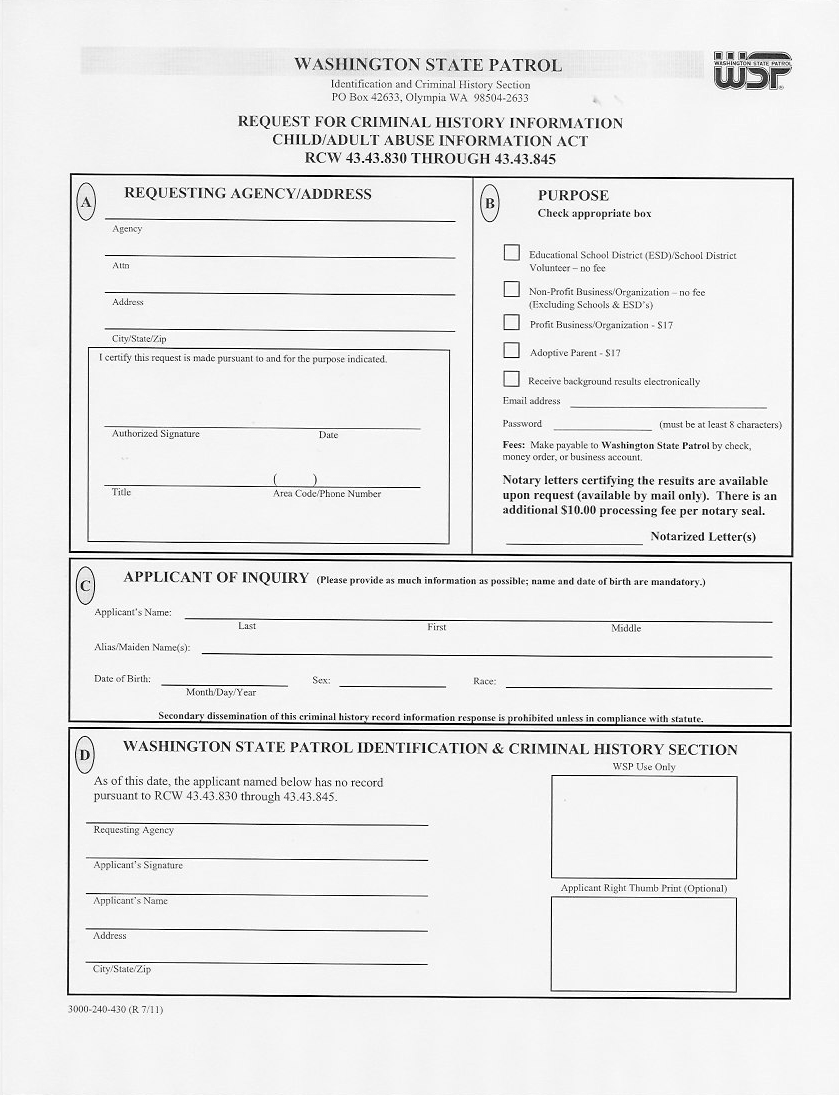 WASHINGTON STATE PATROL
Identification and Criminal History Section
PO Box 42633, Olympia WA 98504-2633
WASHINGTON STATE PATROL
WSP
REQUEST FOR CRIMINAL HISTORY INFORMATION
CHILD/ADULT ABUSE INFORMATION ACT
RCW 43.43.830 THROUGH 43.43.845
A
REQUESTING AGENCY/ADDRESS
Agency
Attn
Address
City/State/Zip
I certify this request is made pursuant to and for the purpose indicated.
Authorized Signature Date
( )
Title Area Code/Phone Number
B
PURPOSE
Check appropriate box
Educational School District (ESD)/School District
Volunteer – no fee
Non-Profit Business/Organization – no fee
(Excluding Schools & ESD's)
Profit Business/Organization - $17
Adoptive Parent - $17
Receive background results electronically
Email address
Password (must be at least 8 characters)
Fees: Make payable to Washington State Patrol by check,
money order, or business account.
Notary letters certifying the results are available
upon request (available by mail only). There is an
additional $10.00 processing fee per notary seal.
Notarized Letter(s)
C
APPLICANT OF INQUIRY (Please provide as much information as possible; name and date of birth are mandatory.)
Applicant's Name:
Last First Middle
Alias/Maiden Name(s):
Date of Birth: Sex: Race:
Month/Day/Year
Secondary dissemination of this criminal history record information response is prohibited unless in compliance with statute.
D
WASHINGTON STATE PATROL IDENTIFICATION & CRIMINAL HISTORY SECTION
As of this date, the applicant named below has no record
pursuant to RCW 43.43.830 through 43.43.845.
Requesting Agency
Applicant's Signature
Applicant's Name
Address
City/State/Zip
WSP Use Only
Applicant Right Thumb Print (Optional)
3000-240-430 (R 7/11)